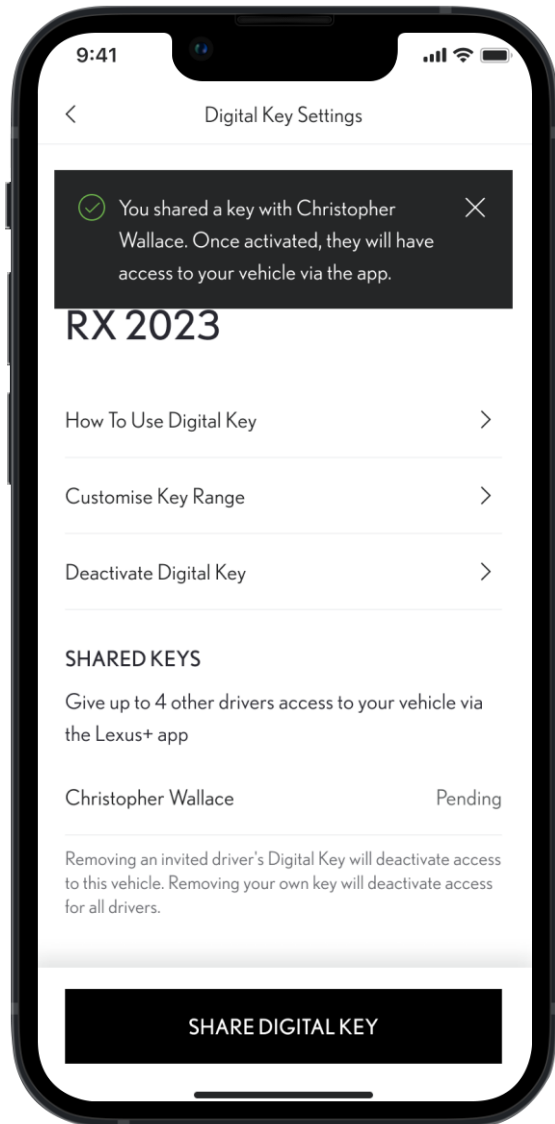 9:41
Digital Key Settings
You shared a key with Christopher
Wallace. Once activated, they will have
access to your vehicle via the app.
RX 2023
How To Use Digital Key
Customise Key Range
Deactivate Digital Key
SHARED KEYS
Give up to 4 other drivers access to your vehicle via
the Lexus+ app
Christopher Wallace Pending
Removing an invited driver's Digital Key will deactivate access
to this vehicle. Removing your own key will deactivate access
for all drivers.
SHARE DIGITAL KEY